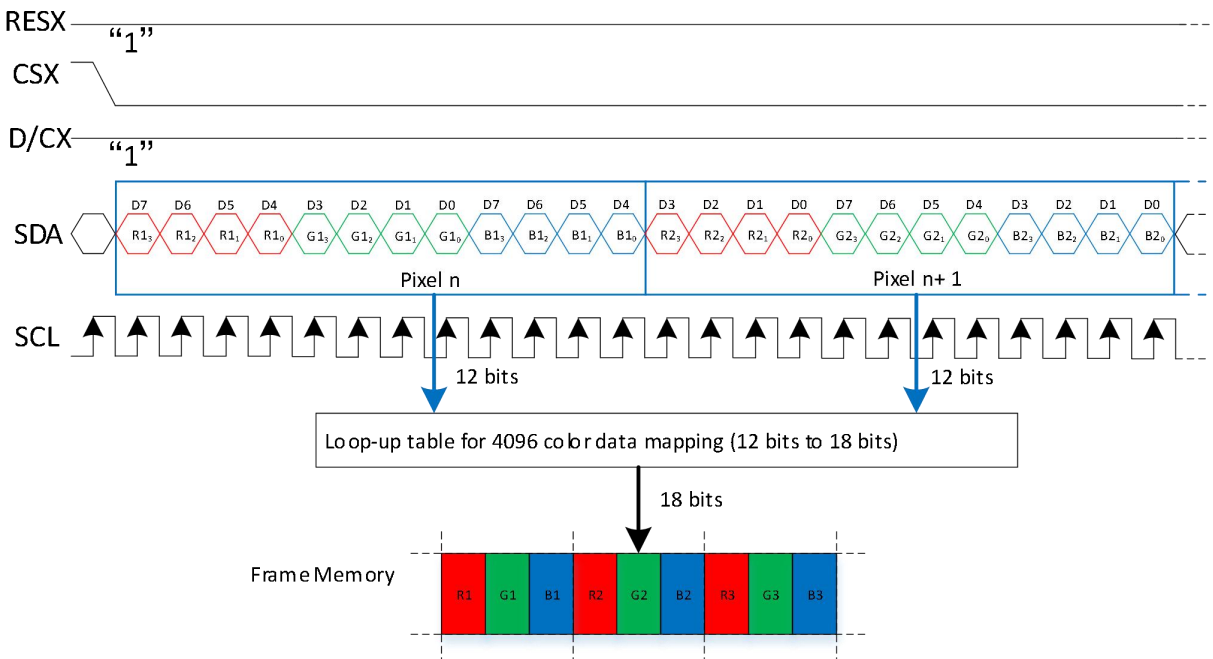 RESX
“1”
CSX
D/CX
“1”
D7 D6 D5 D4 D3 D2 D1 D0 D7 D6 D5 D4 D3 D2 D1 D0 D7 D6 D5 D4 D3 D2 D1 D0
SDA R1₃ R1₂ R1₁ R1₀ G1₃ G1₂ G1₁ G1₀ B1₃ B1₂ B1₁ B1₀ R2₃ R2₂ R2₁ R2₀ G2₃ G2₂ G2₁ G2₀ B2₃ B2₂ B2₁ B2₀
Pixel n Pixel n+ 1
SCL
12 bits 12 bits
Loop-up table for 4096 color data mapping (12 bits to 18 bits)
18 bits
Frame Memory
R1 G1 B1 R2 G2 B2 R3 G3 B3